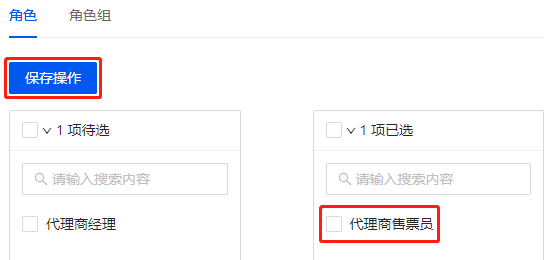 角色 角色组
保存操作
1 项待选 1 项已选
请输入搜索内容 请输入搜索内容
代理商经理 代理商售票员